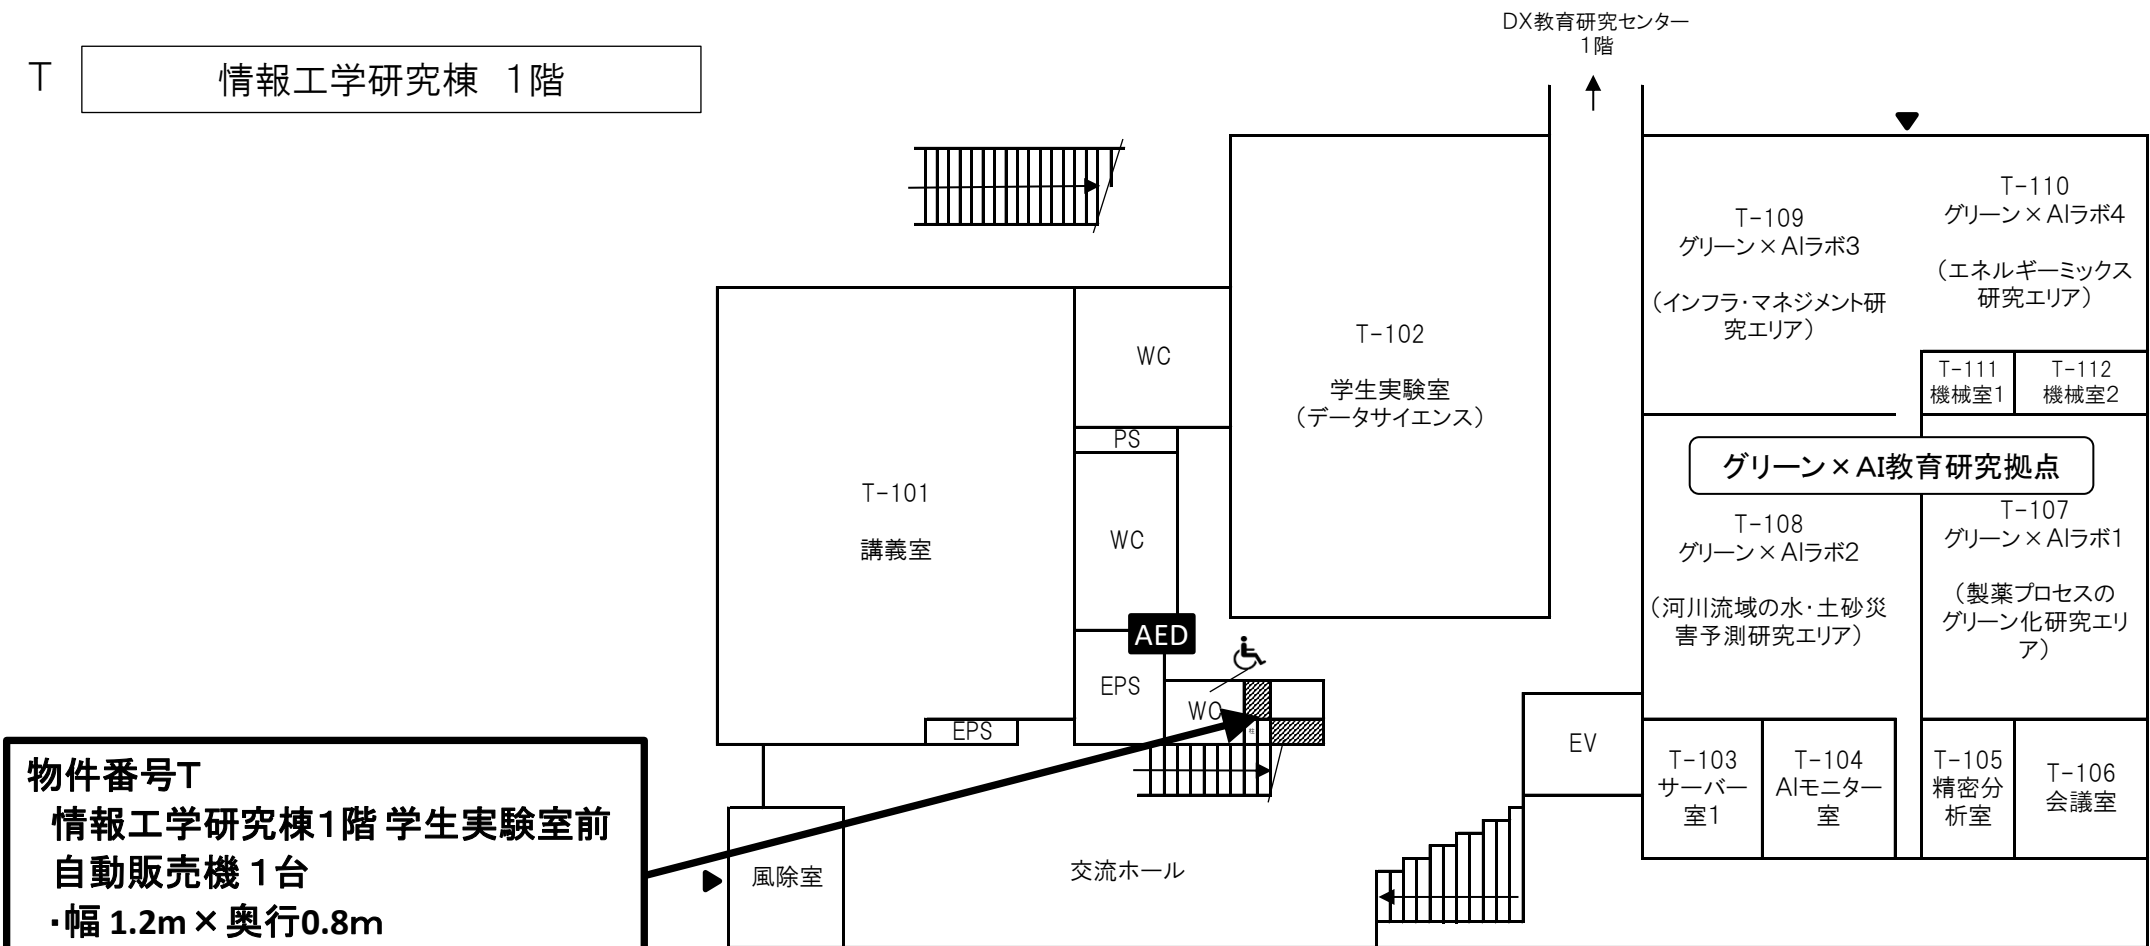 DX教育研究センター
1階
T
情報工学研究棟 1階
T-110
グリーン×AIラボ4
(エネルギーミックス
研究エリア)
T-109
グリーン×AIラボ3
(インフラ・マネジメント研
究エリア)
T-102
学生実験室
(データサイエンス)
WC
T-111
機械室1
T-112
機械室2
PS
グリーン×AI教育研究拠点
T-101
講義室
WC
T-108
グリーン×AIラボ2
(河川流域の水・土砂災
害予測研究エリア)
T-107
グリーン×AIラボ1
(製薬プロセスの
グリーン化研究エリ
ア)
AED
EPS
WC
柱
EPS
EV
T-103
サーバー
室1
T-104
AIモニター
室
T-105
精密分
析室
T-106
会議室
物件番号T
情報工学研究棟1階 学生実験室前
自動販売機 1台
・幅 1.2m×奥行0.8m
風除室
交流ホール